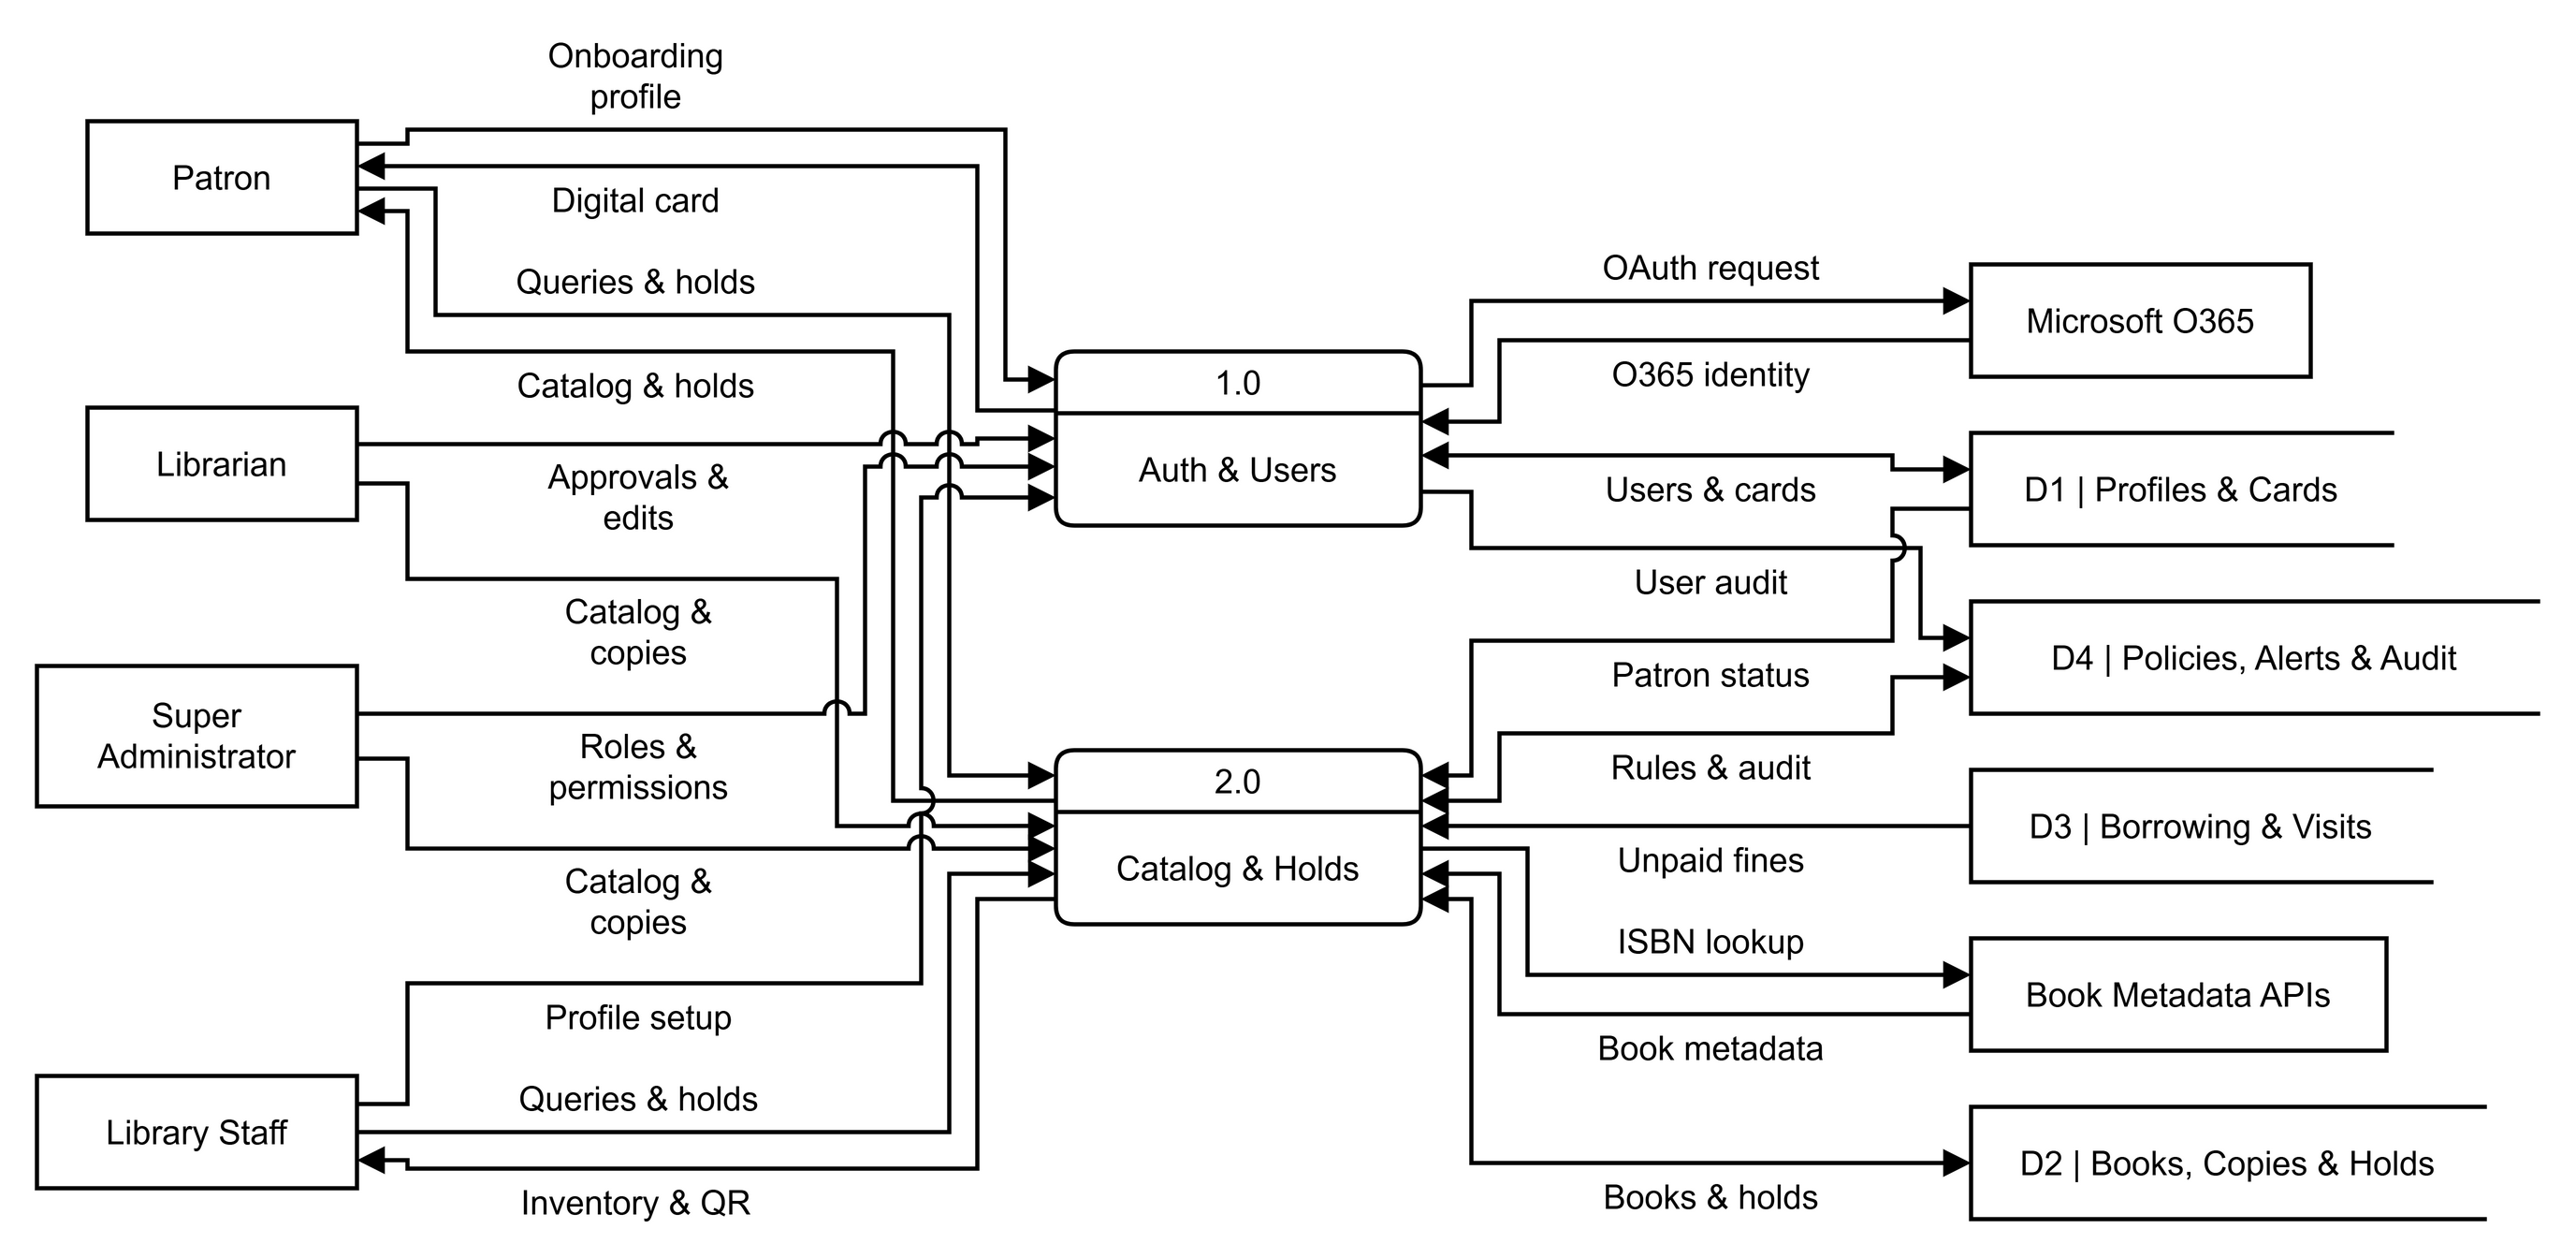 Onboarding
profile
Patron
Digital card
Queries & holds
Catalog & holds
Librarian
Approvals &
edits
Catalog &
copies
Super
Administrator
Roles &
permissions
Catalog &
copies
Profile setup
Library Staff
Queries & holds
Inventory & QR
1.0
Auth & Users
2.0
Catalog & Holds
OAuth request
Microsoft O365
O365 identity
Users & cards
D1 | Profiles & Cards
User audit
D4 | Policies, Alerts & Audit
Patron status
Rules & audit
D3 | Borrowing & Visits
Unpaid fines
ISBN lookup
Book Metadata APIs
Book metadata
D2 | Books, Copies & Holds
Books & holds